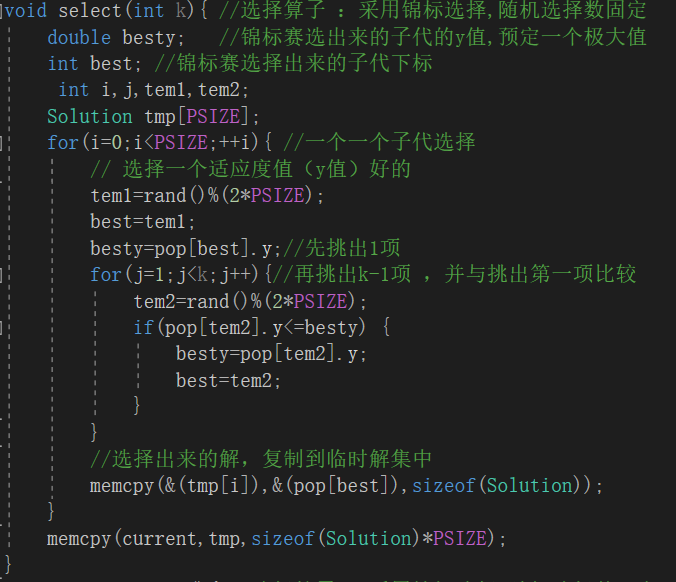 void select(int k){ //选择算子 ：采用锦标选择,随机选择数固定
double besty; //锦标赛选出来的子代的y值,预定一个极大值
int best; //锦标赛选择出来的子代下标
int i,j,tem1,tem2;
Solution tmp[PSIZE];
for(i=0;i<PSIZE;++i){ //一个一个子代选择
// 选择一个适应度值（y值）好的
tem1=rand()%(2*PSIZE);
best=tem1;
besty=pop[best].y;//先挑出1项
for(j=1;j<k;j++){//再挑出k-1项 ，并与挑出第一项比较
tem2=rand()%(2*PSIZE);
if(pop[tem2].y<=besty) {
besty=pop[tem2].y;
best=tem2;
}
}
//选择出来的解，复制到临时解集中
memcpy(&(tmp[i]),&(pop[best]),sizeof(Solution));
}
memcpy(current,tmp,sizeof(Solution)*PSIZE);
}